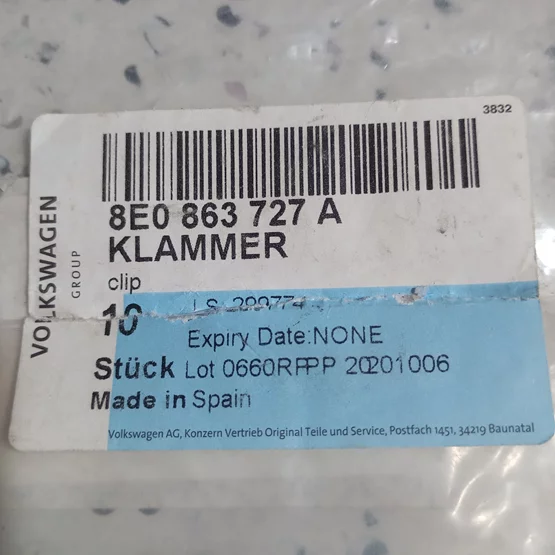 3832
VOLKSWAGEN
GROUP
8E0 863 727 A
KLAMMER
clip
10
Expiry Date:NONE
Stück Lot 0660RPPP 20201006
Made in Spain
Volkswagen AG, Konzern Vertrieb Original Teile und Service, Postfach 1451, 34219 Baunatal